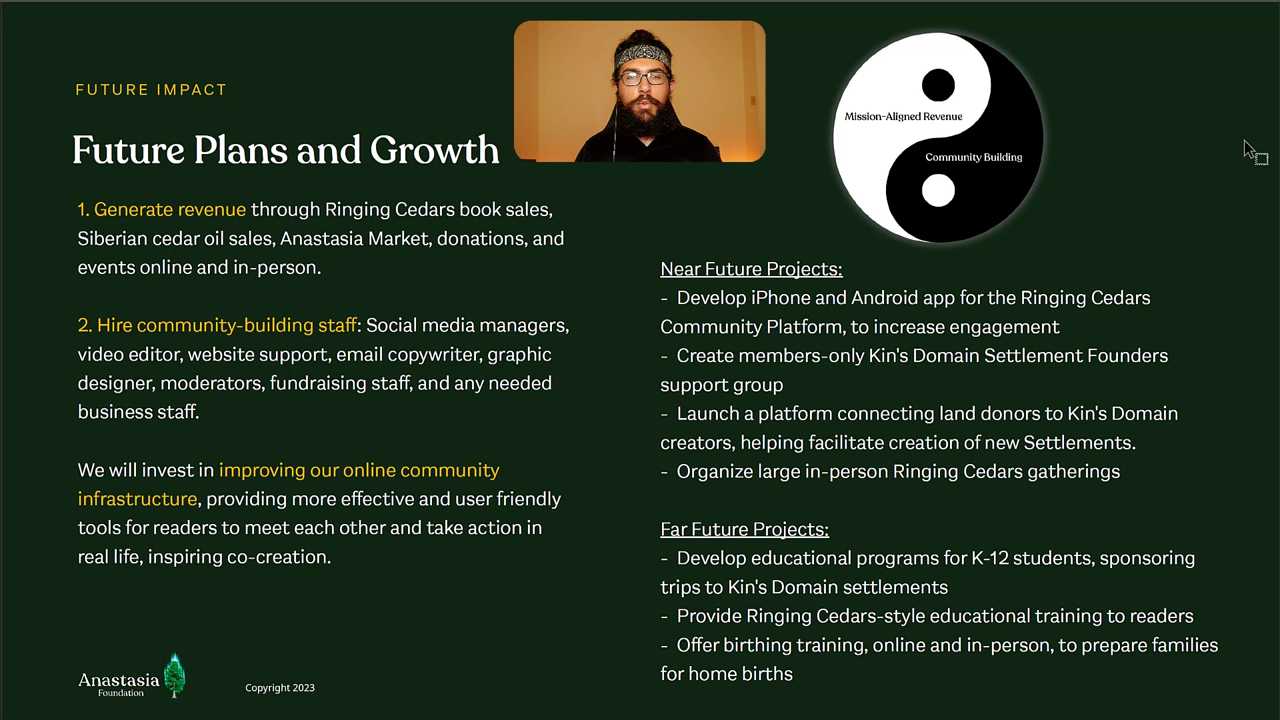 FUTURE IMPACT
Future Plans and Growth
1. Generate revenue through Ringing Cedars book sales,
Siberian cedar oil sales, Anastasia Market, donations, and
events online and in-person.
2. Hire community-building staff: Social media managers,
video editor, website support, email copywriter, graphic
designer, moderators, fundraising staff, and any needed
business staff.
We will invest in improving our online community
infrastructure, providing more effective and user friendly
tools for readers to meet each other and take action in
real life, inspiring co-creation.
Mission-Aligned Revenue
Community Building
Near Future Projects:
- Develop iPhone and Android app for the Ringing Cedars
Community Platform, to increase engagement
- Create members-only Kin's Domain Settlement Founders
support group
- Launch a platform connecting land donors to Kin's Domain
creators, helping facilitate creation of new Settlements.
- Organize large in-person Ringing Cedars gatherings
Far Future Projects:
- Develop educational programs for K-12 students, sponsoring
trips to Kin's Domain settlements
- Provide Ringing Cedars-style educational training to readers
- Offer birthing training, online and in-person, to prepare families
for home births
Anastasia
Foundation
Copyright 2023